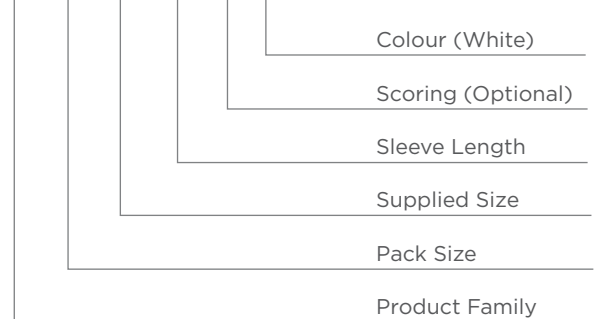 Colour (White)
Scoring (Optional)
Sleeve Length
Supplied Size
Pack Size
Product Family